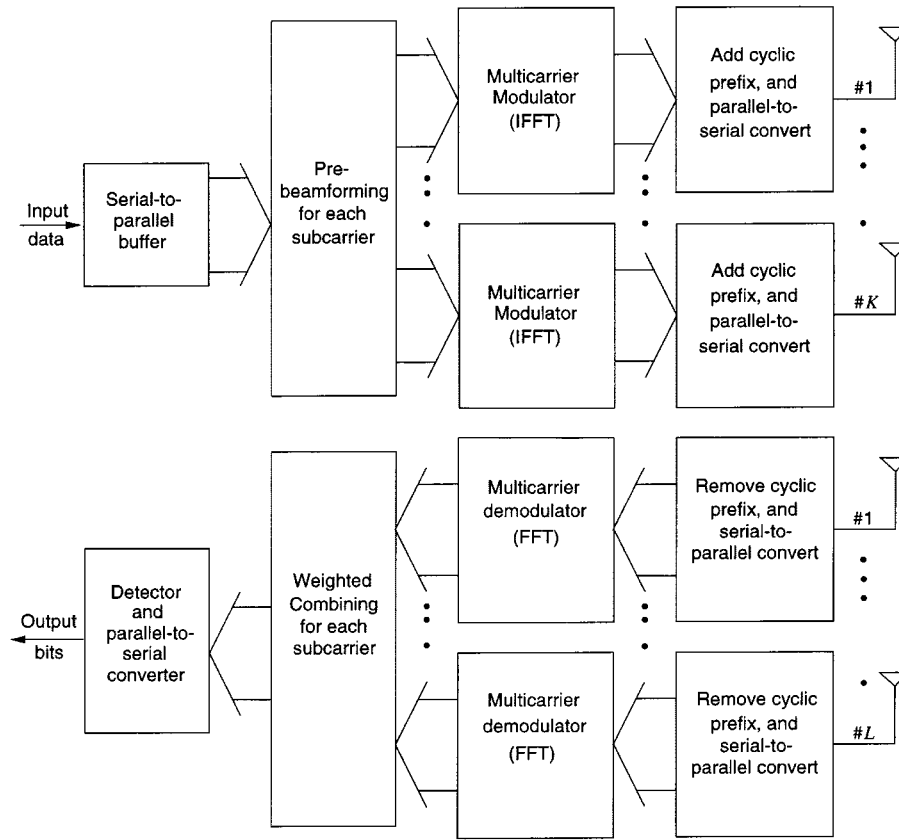 Input
data
Serial-to-
parallel
buffer
Pre-
beamforming
for each
subcarrier
Multicarrier
Modulator
(IFFT)
Add cyclic
prefix, and
parallel-to-
serial convert
#1
Multicarrier
Modulator
(IFFT)
Add cyclic
prefix, and
parallel-to-
serial convert
#K
Output
bits
Detector
and
parallel-to-
serial
converter
Weighted
Combining
for each
subcarrier
Multicarrier
demodulator
(FFT)
Remove cyclic
prefix, and
serial-to-
parallel convert
#1
Multicarrier
demodulator
(FFT)
Remove cyclic
prefix, and
serial-to-
parallel convert
#L